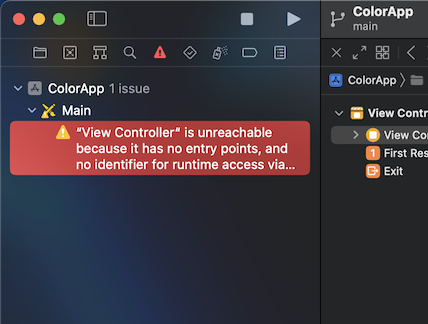 ColorApp
main
ColorApp 1 issue
ColorApp
Main
View Contr
"View Controller" is unreachable
because it has no entry points, and
no identifier for runtime access via...
View Co
1 First Res
Exit